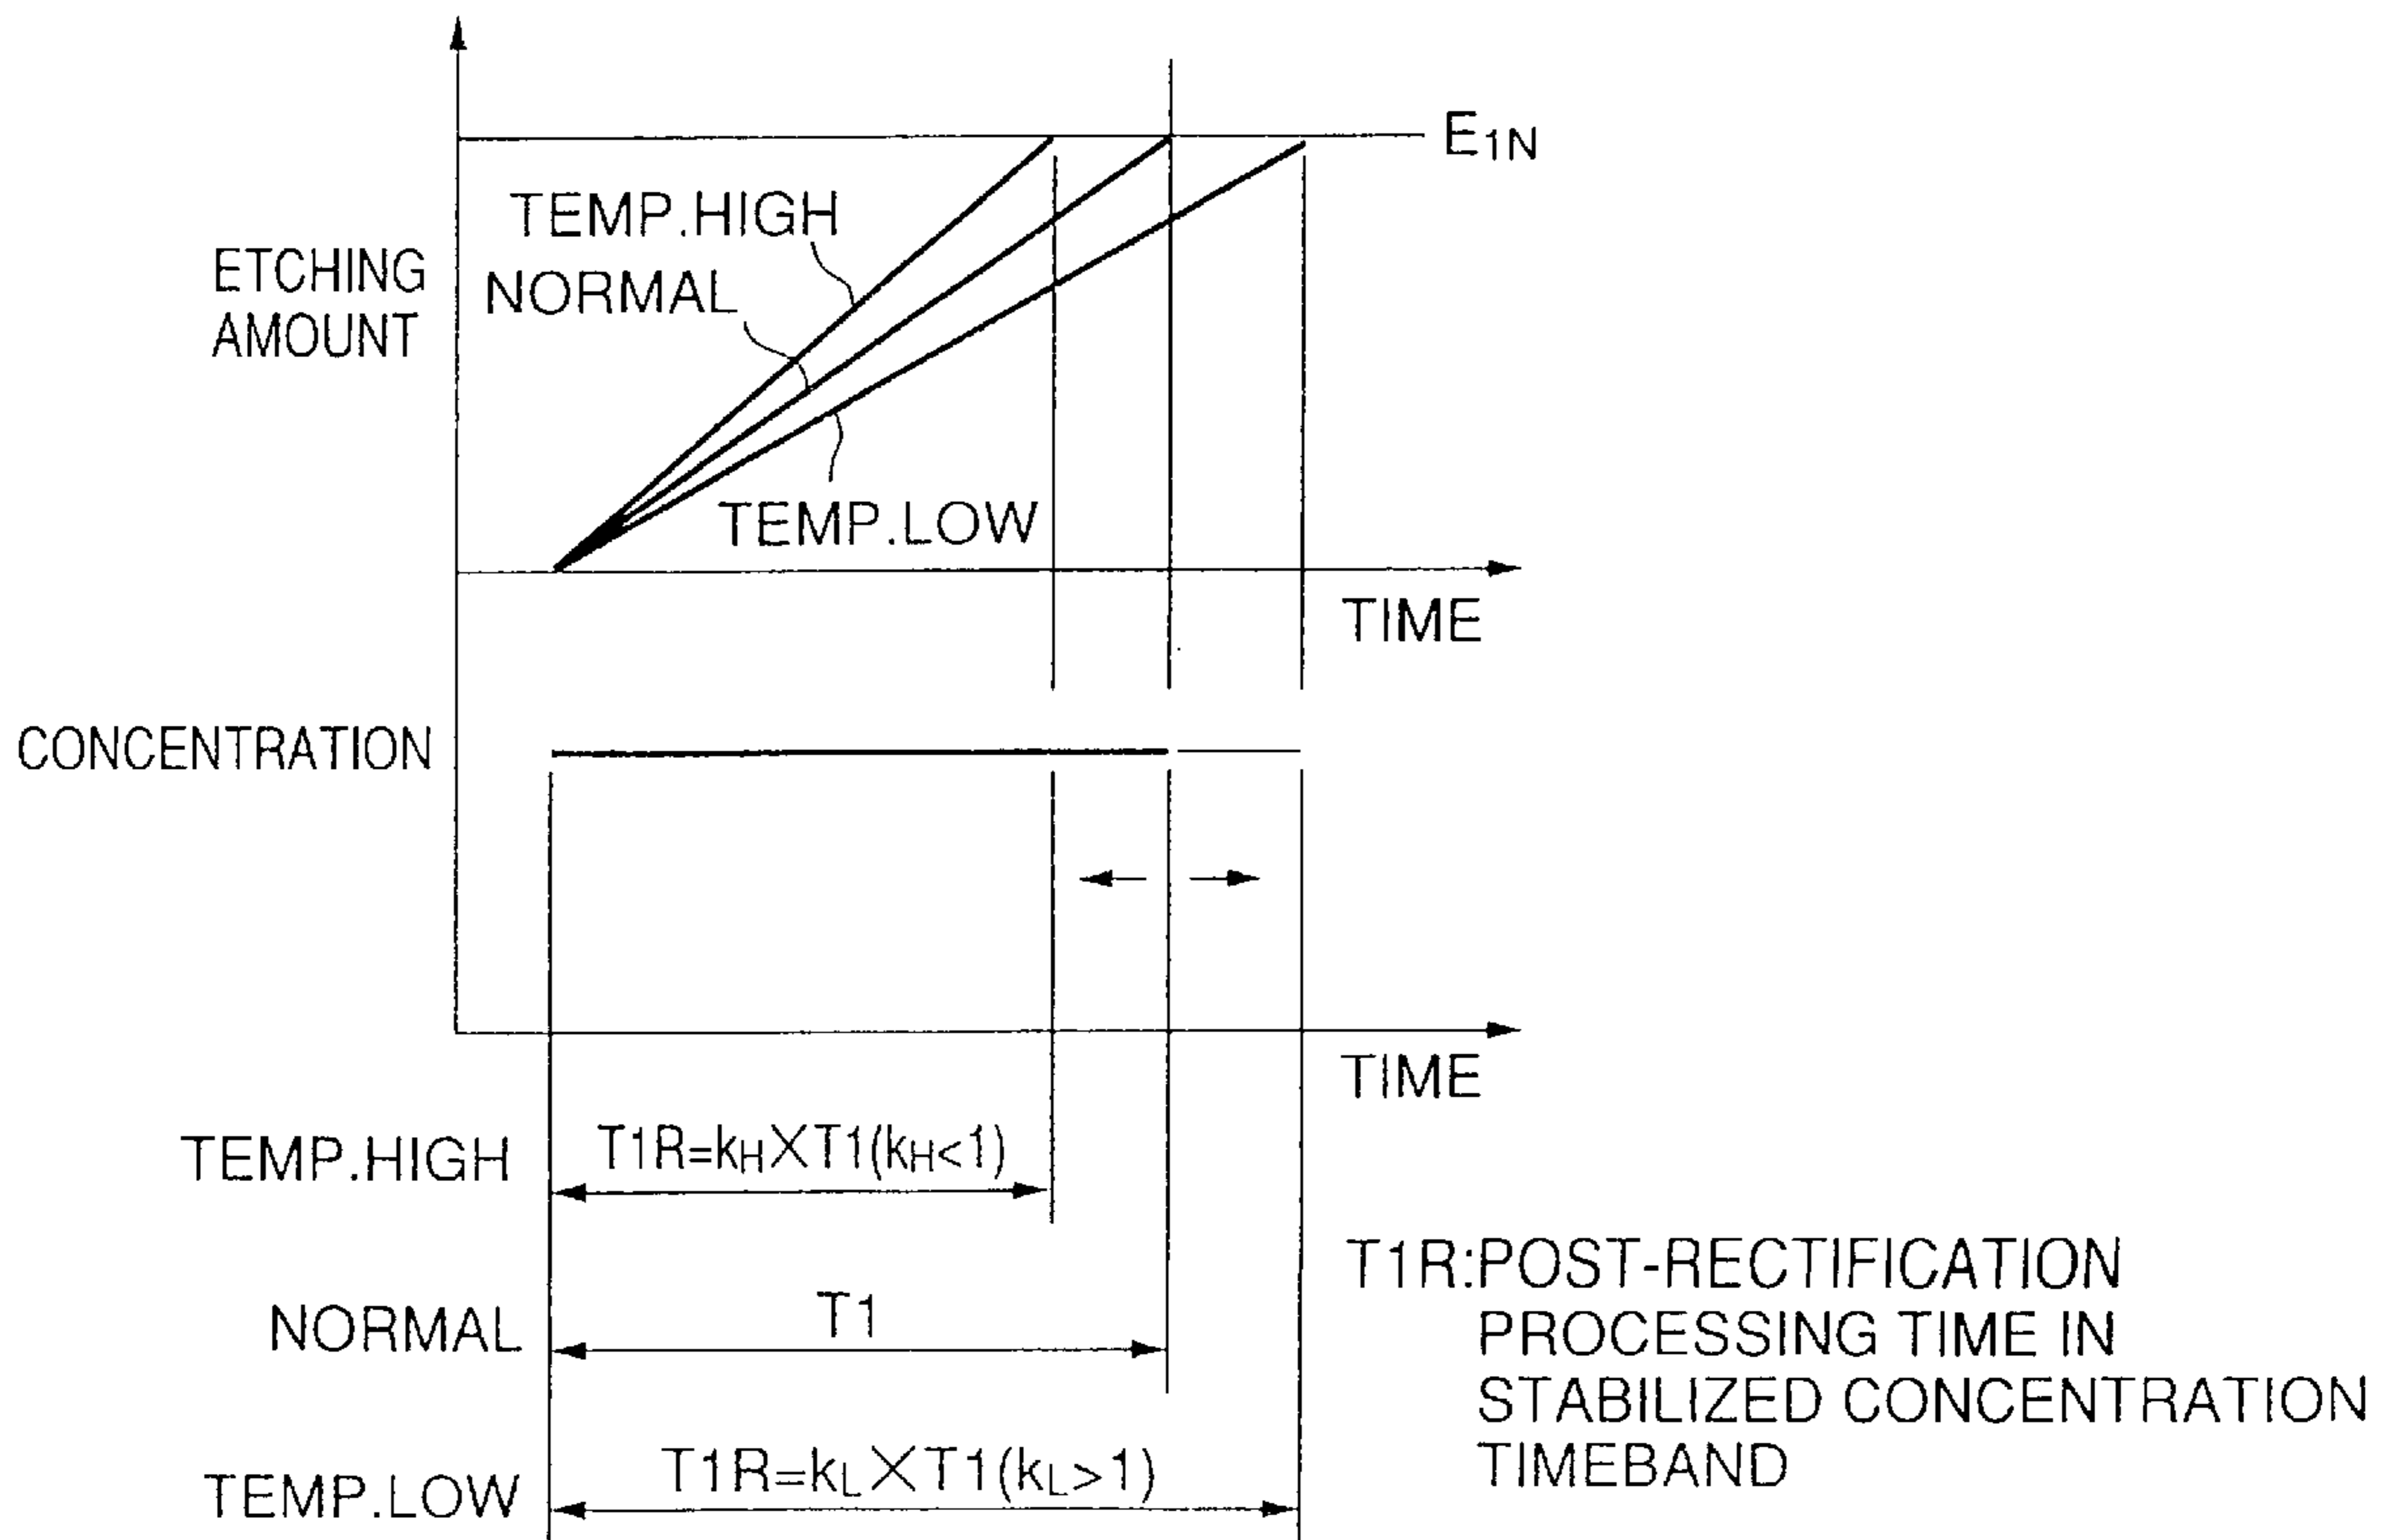 E1N
TEMP.HIGH
ETCHING
AMOUNT
NORMAL
TEMP.LOW
TIME
CONCENTRATION
TIME
TEMP.HIGH
T1R=kH×T1(kH<1)
NORMAL
T1
TEMP.LOW
T1R=kL×T1(kL>1)
T1R:POST-RECTIFICATION
PROCESSING TIME IN
STABILIZED CONCENTRATION
TIMEBAND